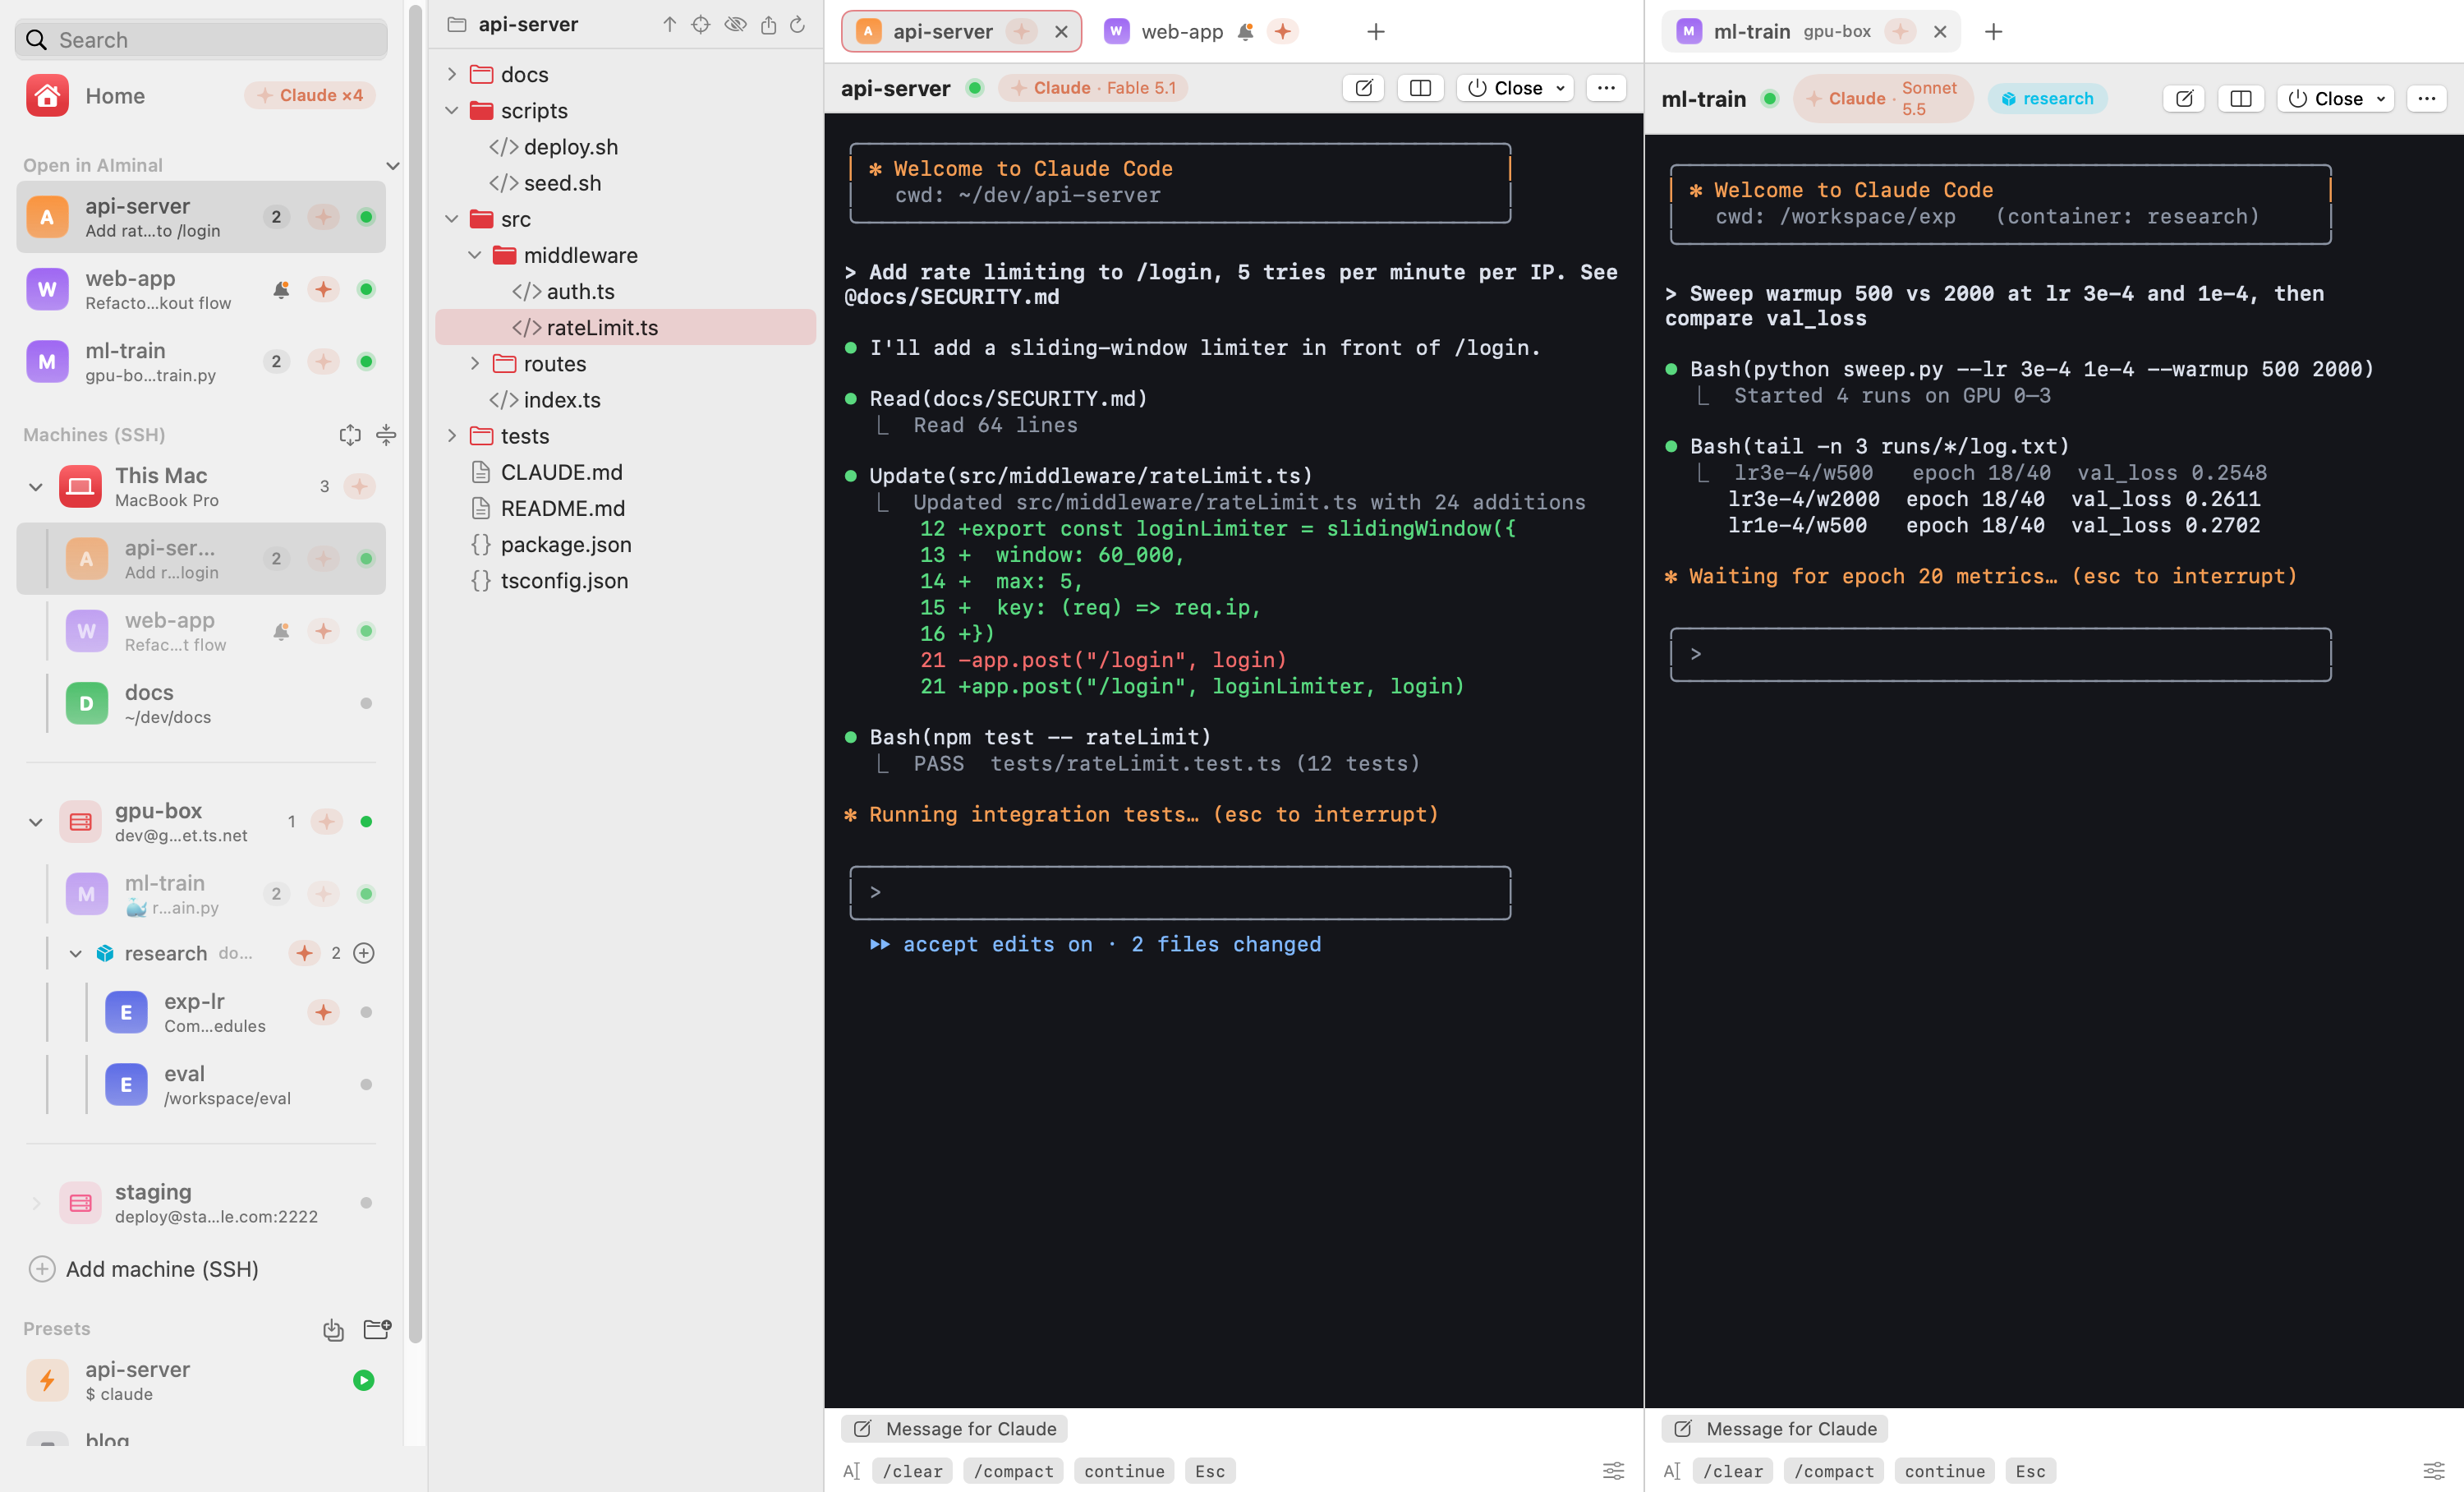 Search
Home
Claude ×4
Open in AIminal
A
api-server
Add rat...to /login
2
W
web-app
Refacto...kout flow
M
ml-train
gpu-bo...train.py
2
Machines (SSH)
This Mac
MacBook Pro
3
A
api-ser...
Add r...login
2
W
web-app
Refac...t flow
D
docs
~/dev/docs
gpu-box
dev@g...et.ts.net
1
M
ml-train
🐳 r...ain.py
2
research do...
2
E
exp-lr
Com...edules
E
eval
/workspace/eval
staging
deploy@sta...le.com:2222
Add machine (SSH)
Presets
api-server
$ claude
blog
api-server
docs
scripts
</> deploy.sh
</> seed.sh
src
middleware
</> auth.ts
</> rateLimit.ts
routes
</> index.ts
tests
CLAUDE.md
README.md
{} package.json
{} tsconfig.json
A api-server
W web-app
api-server
Claude · Fable 5.1
Close
✻ Welcome to Claude Code
cwd: ~/dev/api-server
> Add rate limiting to /login, 5 tries per minute per IP. See
@docs/SECURITY.md
I'll add a sliding-window limiter in front of /login.
Read(docs/SECURITY.md)
Read 64 lines
Update(src/middleware/rateLimit.ts)
Updated src/middleware/rateLimit.ts with 24 additions
12 +export const loginLimiter = slidingWindow({
13 +  window: 60_000,
14 +  max: 5,
15 +  key: (req) => req.ip,
16 +})
21 -app.post("/login", login)
21 +app.post("/login", loginLimiter, login)
Bash(npm test -- rateLimit)
PASS  tests/rateLimit.test.ts (12 tests)
✻ Running integration tests… (esc to interrupt)
>
accept edits on · 2 files changed
Message for Claude
/clear
/compact
continue
Esc
M ml-train gpu-box
ml-train
Claude · Sonnet 5.5
research
Close
✻ Welcome to Claude Code
cwd: /workspace/exp   (container: research)
> Sweep warmup 500 vs 2000 at lr 3e-4 and 1e-4, then
compare val_loss
Bash(python sweep.py --lr 3e-4 1e-4 --warmup 500 2000)
Started 4 runs on GPU 0–3
Bash(tail -n 3 runs/*/log.txt)
lr3e-4/w500   epoch 18/40  val_loss 0.2548
lr3e-4/w2000  epoch 18/40  val_loss 0.2611
lr1e-4/w500   epoch 18/40  val_loss 0.2702
✻ Waiting for epoch 20 metrics… (esc to interrupt)
>
Message for Claude
/clear
/compact
continue
Esc